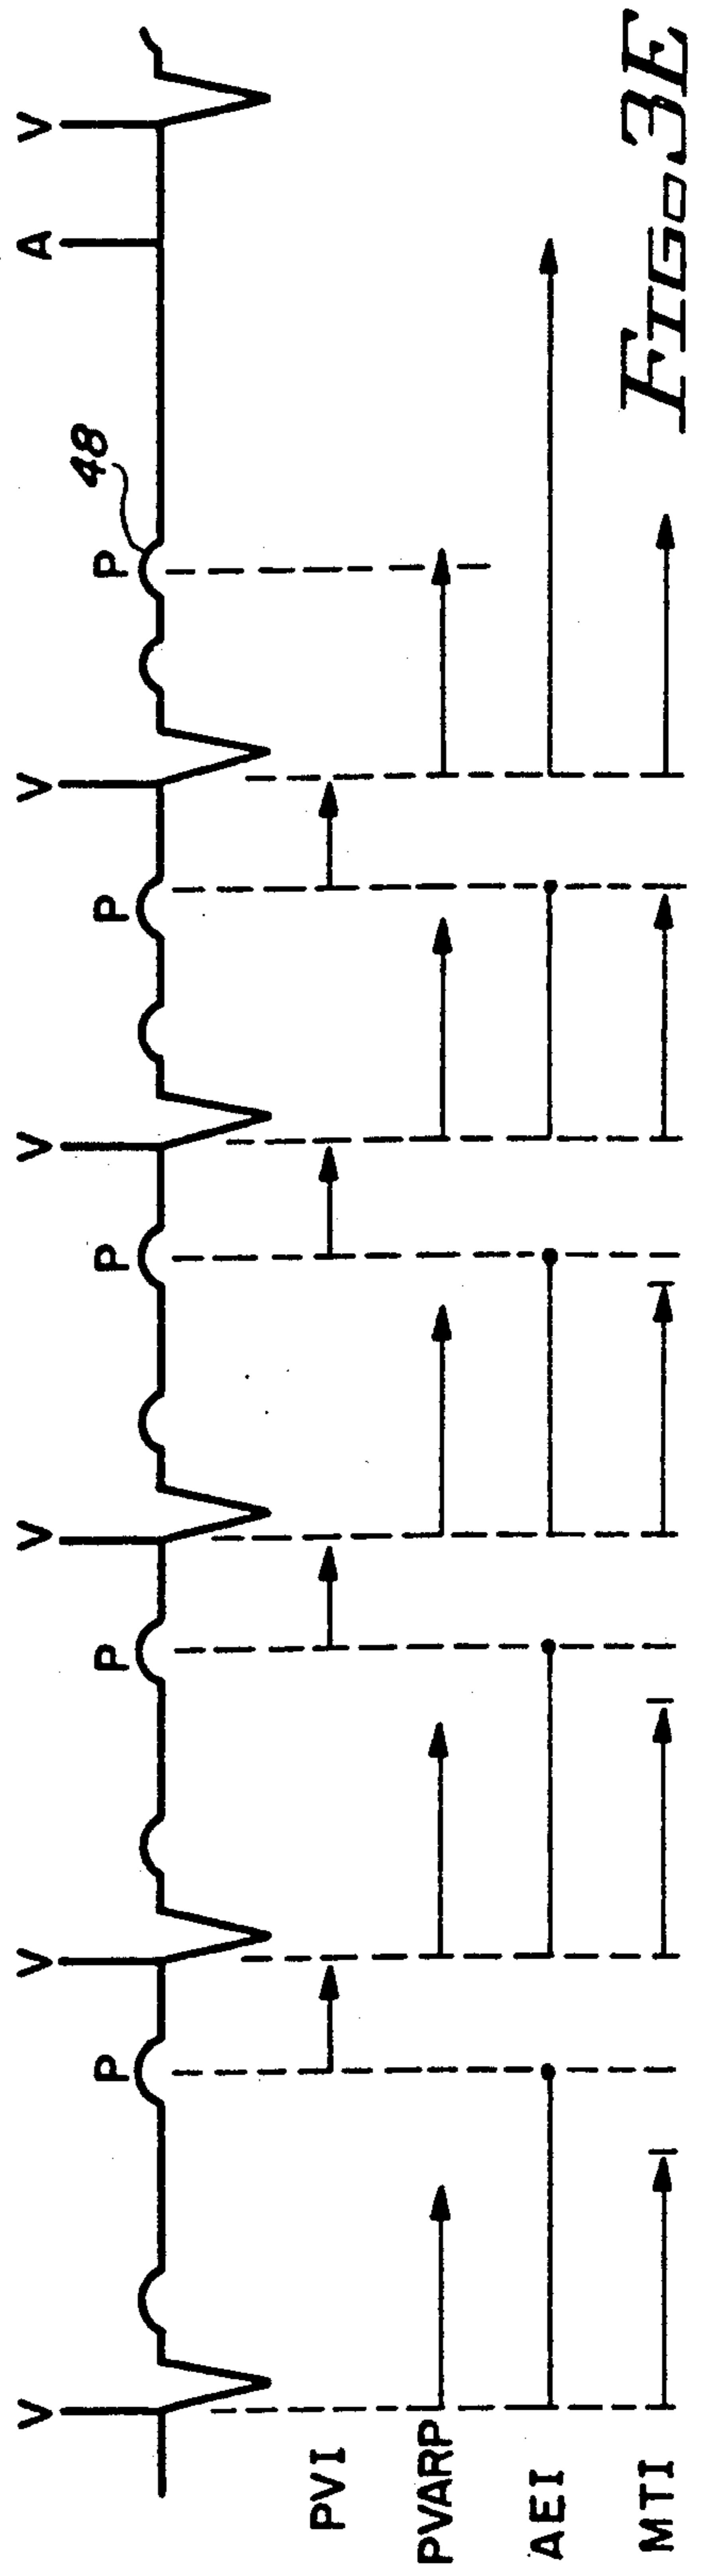 V P V P V P V P V P A V
48
PVI
PVARP
AEI
MTI
FIG. 3E